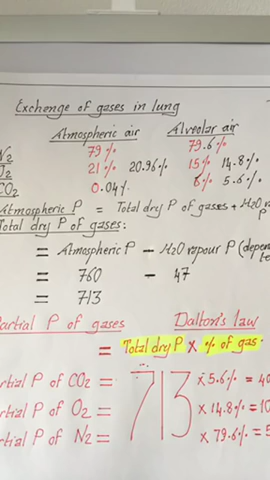 Exchange of gases in lung
Atmospheric air Alveolar air
N2 79% 79.6%
O2 21% 20.96% 15% 14.8%
CO2 0.04% 6% 5.6%
Atmospheric P = Total dry P of gases + H2O
Total dry P of gases:
= Atmospheric P - H2O vapour P
= 760 - 47
= 713
Partial P of gases Dalton's law
= Total dry P x % of gas.
Partial P of CO2 = 713 x 5.6% = 40
Partial P of O2 = x 14.8% = 10
Partial P of N2 = x 79.6% = 5